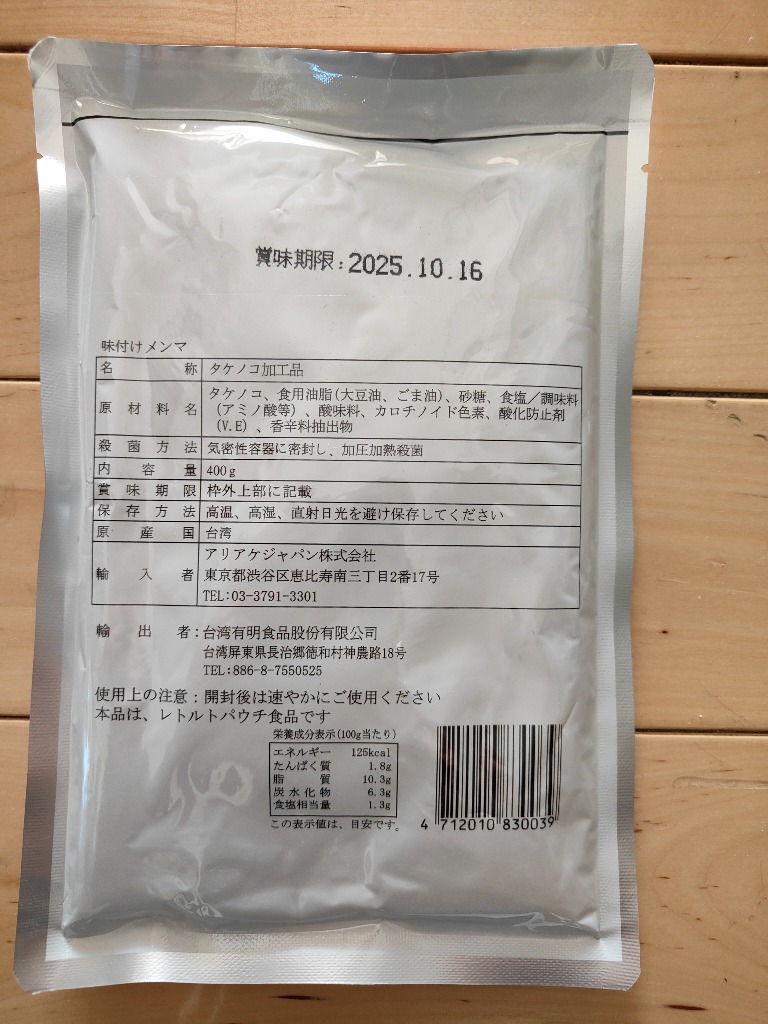 賞味期限:2025.10.16
味付けメンマ
名称 タケノコ加工品
原材料名 タケノコ、食用油脂(大豆油、ごま油)、砂糖、食塩/調味料
(アミノ酸等)、酸味料、カロチノイド色素、酸化防止剤
(V.E)、香辛料抽出物
殺菌方法 気密性容器に密封し、加圧加熱殺菌
内容量 400g
賞味期限 枠外上部に記載
保存方法 高温、高湿、直射日光を避け保存してください
原産国 台湾
輸入者 アリアケジャパン株式会社
東京都渋谷区恵比寿南三丁目2番17号
TEL:03-3791-3301
輸出者:台湾有明食品股份有限公司
台湾屏東県長治郷徳和村神農路18号
TEL:886-8-7550525
使用上の注意:開封後は速やかにご使用ください
本品は、レトルトパウチ食品です
栄養成分表示(100g当たり)
エネルギー 125kcal
たんぱく質 1.8g
脂質 10.3g
炭水化物 6.3g
食塩相当量 1.3g
この表示値は、目安です。
4 712010 830039